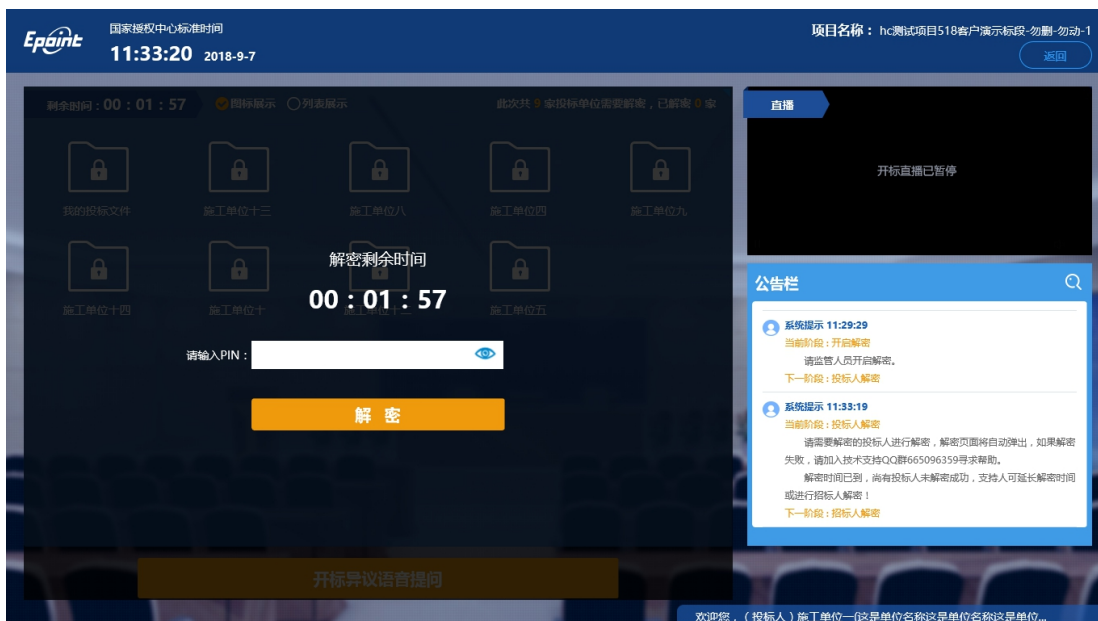 Epoint
国家授权中心标准时间
11:33:20 2018-9-7
项目名称：hc测试项目518客户演示标段-勿删-勿动-1
返回
剩余时间：00：01：57 图标展示 列表展示 此次共 9 家投标单位需要解密，已解密 0 家
我的投标文件 施工单位十三 施工单位八 施工单位四 施工单位九
解密剩余时间
00：01：57
施工单位十四 施工单位十 施工单位五
请输入PIN：
解 密
开标异议语音提问
直播
开标直播已暂停
公告栏
系统提示 11:29:29
当前阶段：开启解密
请监管人员开启解密。
下一阶段：投标人解密
系统提示 11:33:19
当前阶段：投标人解密
请需要解密的投标人进行解密，解密页面将自动弹出，如果解密
失败，请加入技术支持QQ群665096359寻求帮助。
解密时间已到，尚有投标人未解密成功，支持人可延长解密时间
或进行招标人解密！
下一阶段：招标人解密
欢迎您，（投标人）施工单位一[这是单位名称这是单位名称这是单位...